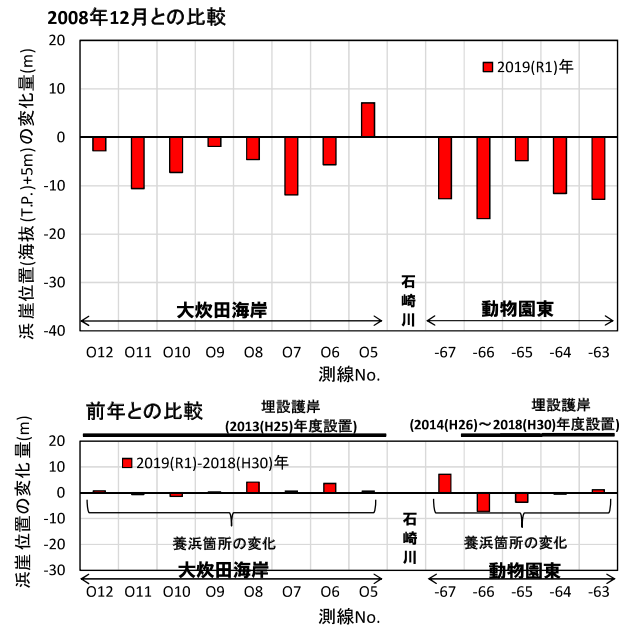 2008年12月との比較
浜崖位置(海抜(T.P.)+5m)の変化量(m)
20
10
0
-10
-20
-30
-40
2019(R1)年
石崎川
大炊田海岸
動物園東
O12 O11 O10 O9 O8 O7 O6 O5 -67 -66 -65 -64 -63
測線No.
前年との比較
埋設護岸
(2013(H25)年度設置)
埋設護岸
(2014(H26)～2018(H30)年度設置)
浜崖位置の変化量(m)
20
10
0
-10
-20
-30
2019(R1)-2018(H30)年
石崎川
養浜箇所の変化
養浜箇所の変化
大炊田海岸
動物園東
O12 O11 O10 O9 O8 O7 O6 O5 -67 -66 -65 -64 -63
測線No.